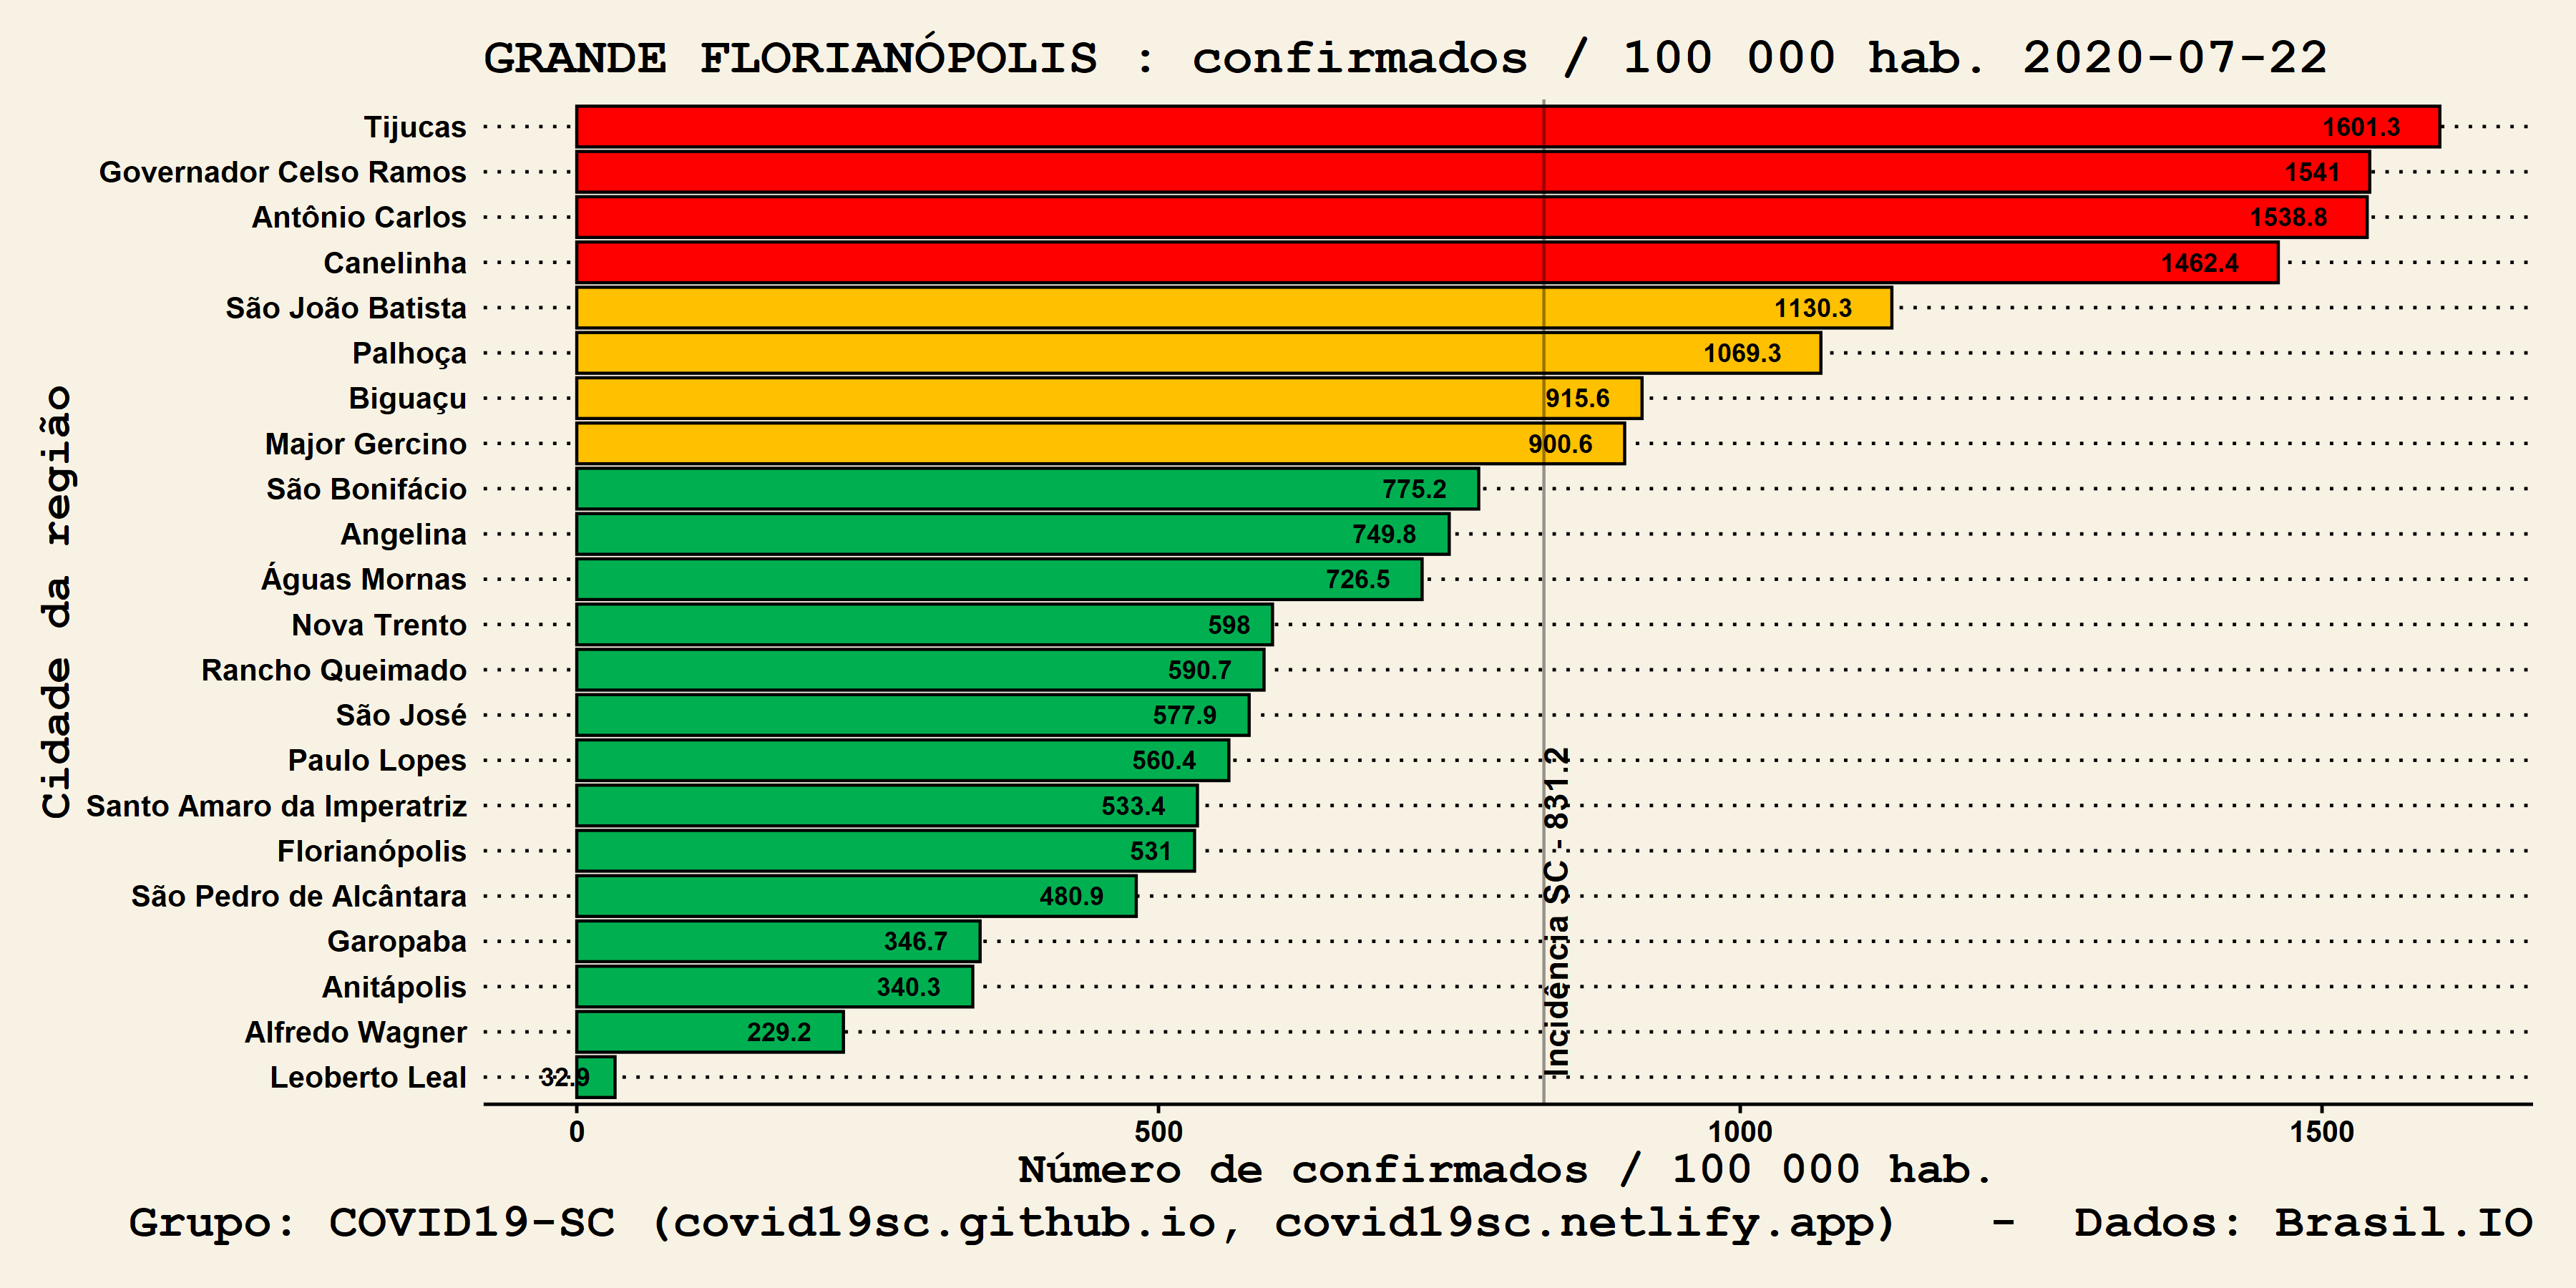 GRANDE FLORIANÓPOLIS : confirmados / 100 000 hab. 2020-07-22
Cidade da região
Tijucas 1601.3
Governador Celso Ramos 1541
Antônio Carlos 1538.8
Canelinha 1462.4
São João Batista 1130.3
Palhoça 1069.3
Biguaçu 915.6
Major Gercino 900.6
São Bonifácio 775.2
Angelina 749.8
Águas Mornas 726.5
Nova Trento 598
Rancho Queimado 590.7
São José 577.9
Paulo Lopes 560.4
Santo Amaro da Imperatriz 533.4
Florianópolis 531
São Pedro de Alcântara 480.9
Garopaba 346.7
Anitápolis 340.3
Alfredo Wagner 229.2
Leoberto Leal 32.9
Incidência SC - 831.2
0 500 1000 1500
Número de confirmados / 100 000 hab.
Grupo: COVID19-SC (covid19sc.github.io, covid19sc.netlify.app) - Dados: Brasil.IO